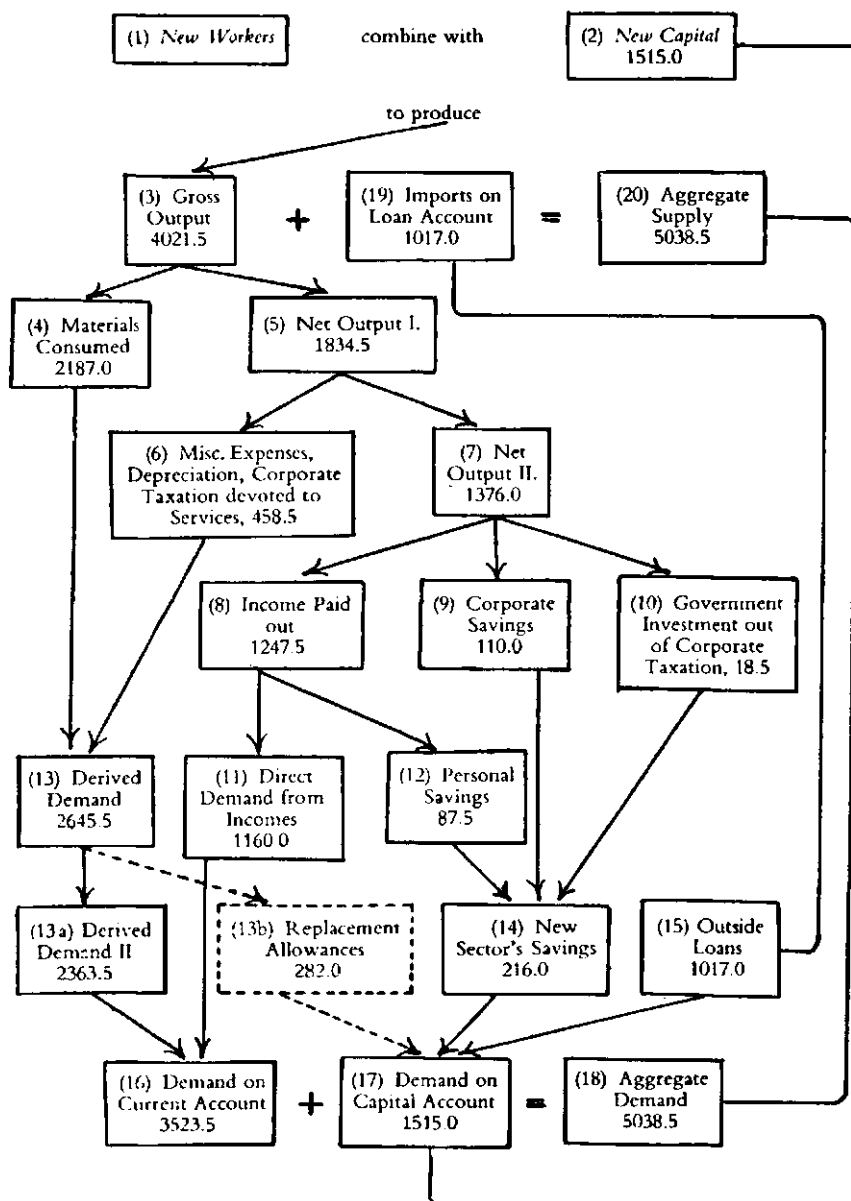 (1) New Workers
combine with
(2) New Capital
1515.0
to produce
(3) Gross
Output
4021.5
+
(19) Imports on
Loan Account
1017.0
=
(20) Aggregate
Supply
5038.5
(4) Materials
Consumed
2187.0
(5) Net Output I.
1834.5
(6) Misc. Expenses,
Depreciation, Corporate
Taxation devoted to
Services, 458.5
(7) Net
Output II.
1376.0
(8) Income Paid
out
1247.5
(9) Corporate
Savings
110.0
(10) Government
Investment out
of Corporate
Taxation, 18.5
(13) Derived
Demand
2645.5
(11) Direct
Demand from
Incomes
1160.0
(12) Personal
Savings
87.5
(13a) Derived
Demand II
2363.5
(13b) Replacement
Allowances
282.0
(14) New
Sector's Savings
216.0
(15) Outside
Loans
1017.0
(16) Demand on
Current Account
3523.5
+
(17) Demand on
Capital Account
1515.0
=
(18) Aggregate
Demand
5038.5